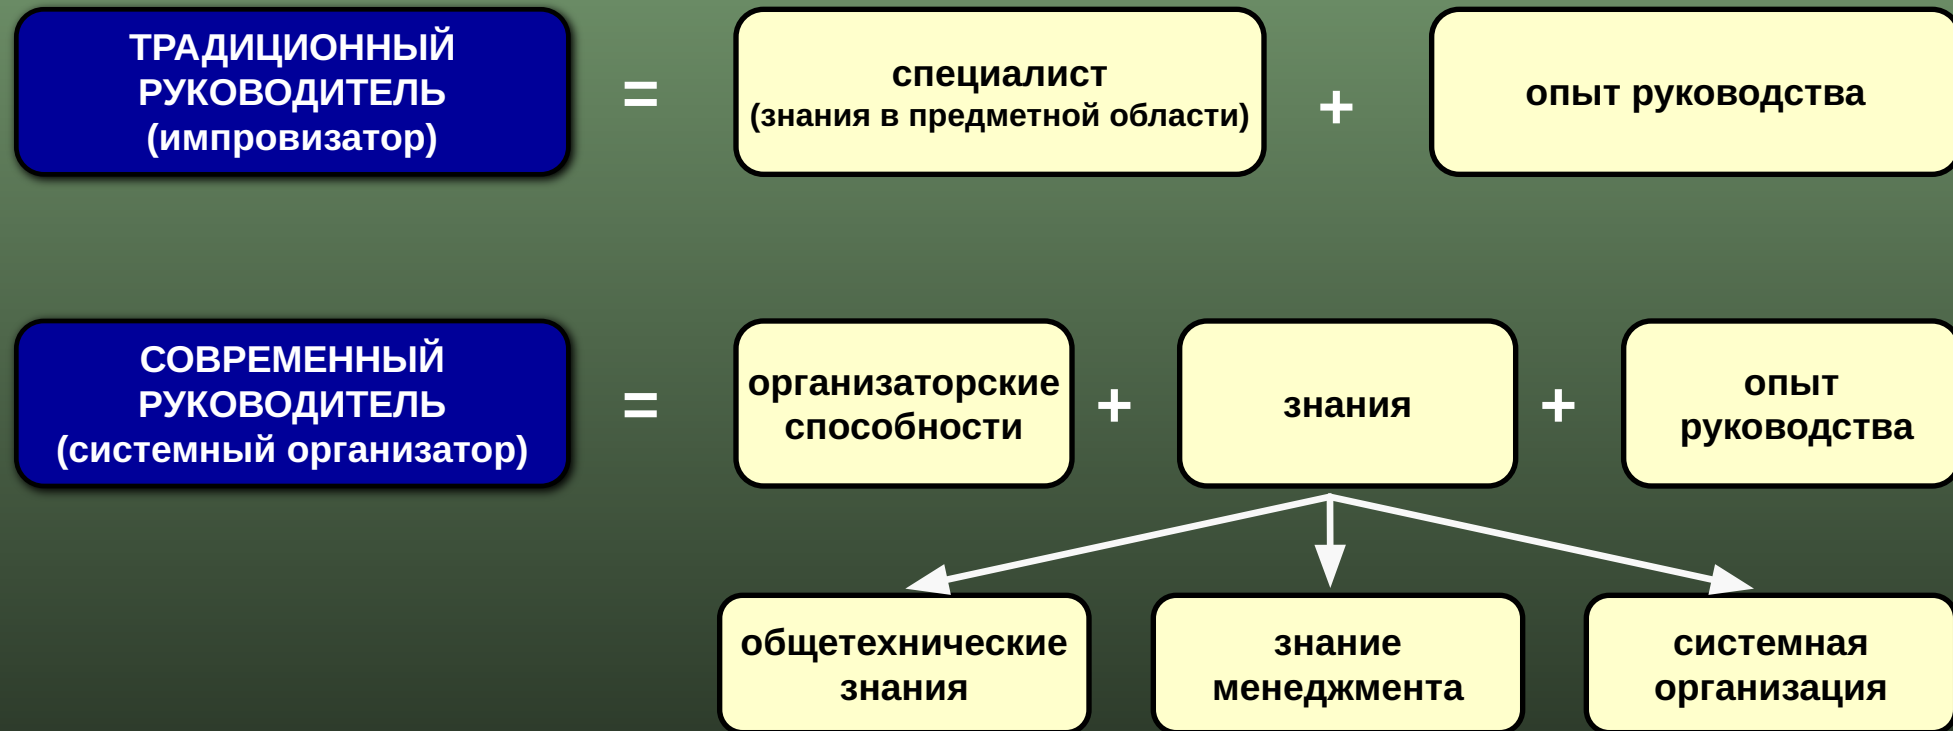 ТРАДИЦИОННЫЙ
РУКОВОДИТЕЛЬ
(импровизатор)
=
специалист
(знания в предметной области)
+
опыт руководства
СОВРЕМЕННЫЙ
РУКОВОДИТЕЛЬ
(системный организатор)
=
организаторские
способности
+
знания
+
опыт
руководства
общетехнические
знания
знание
менеджмента
системная
организация